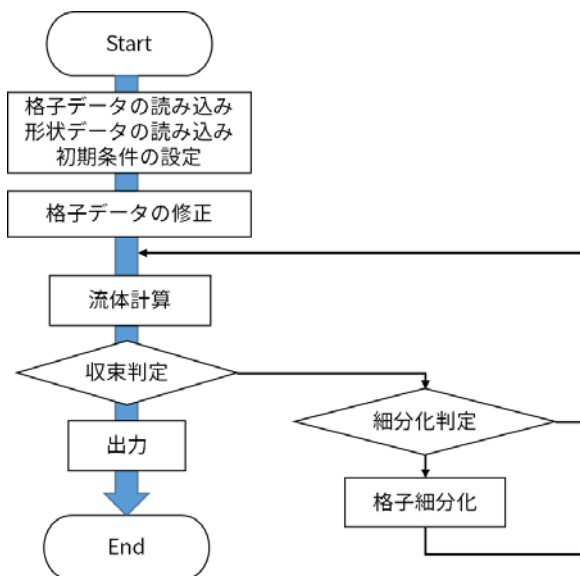 Start
格子データの読み込み
形状データの読み込み
初期条件の設定
格子データの修正
流体計算
収束判定
細分化判定
出力
格子細分化
End